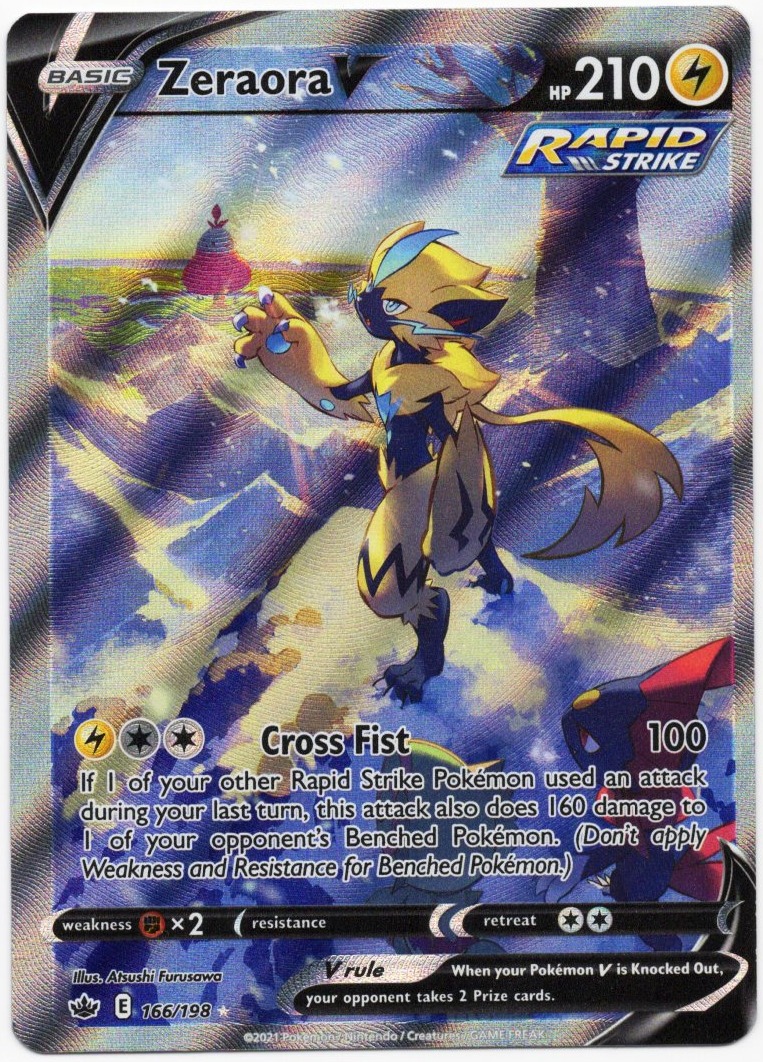 BASIC Zeraora V HP 210
RAPID
STRIKE
Cross Fist 100
If 1 of your other Rapid Strike Pokémon used an attack
during your last turn, this attack also does 160 damage to
1 of your opponent's Benched Pokémon. (Don't apply
Weakness and Resistance for Benched Pokémon.)
weakness ×2 resistance retreat
Illus. Atsushi Furusawa
V rule When your Pokémon V is Knocked Out,
your opponent takes 2 Prize cards.
E 166/198
©2021 Pokémon / Nintendo / Creatures / GAME FREAK